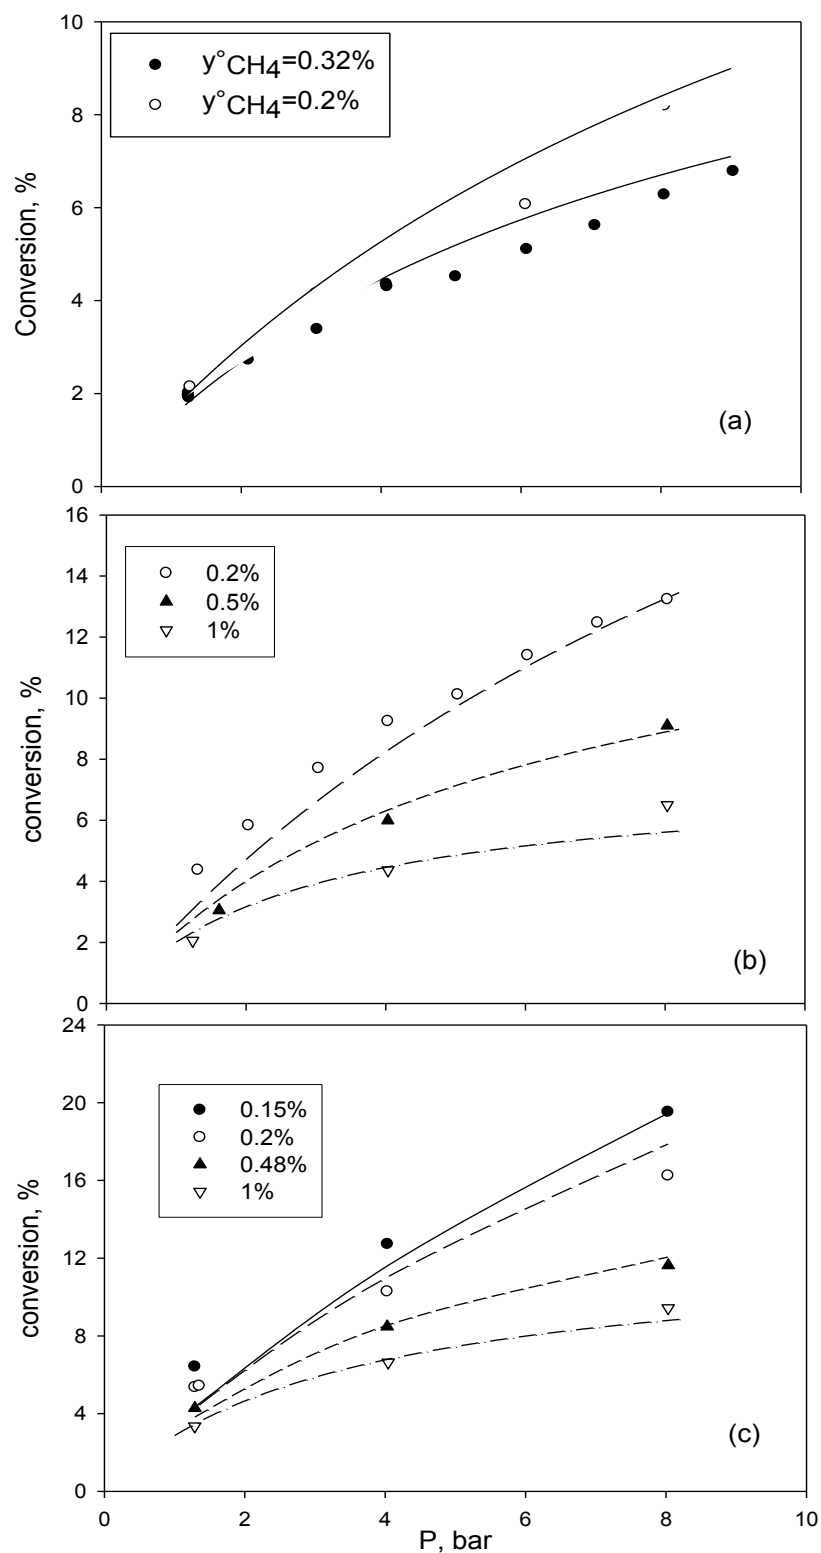 10
y°CH4=0.32%
y°CH4=0.2%
8
6
4
2
0
Conversion, %
(a)
16
14
12
10
8
6
4
2
0
0.2%
0.5%
1%
conversion, %
(b)
24
20
16
12
8
4
0
0.15%
0.2%
0.48%
1%
conversion, %
(c)
0 2 4 6 8 10
P, bar